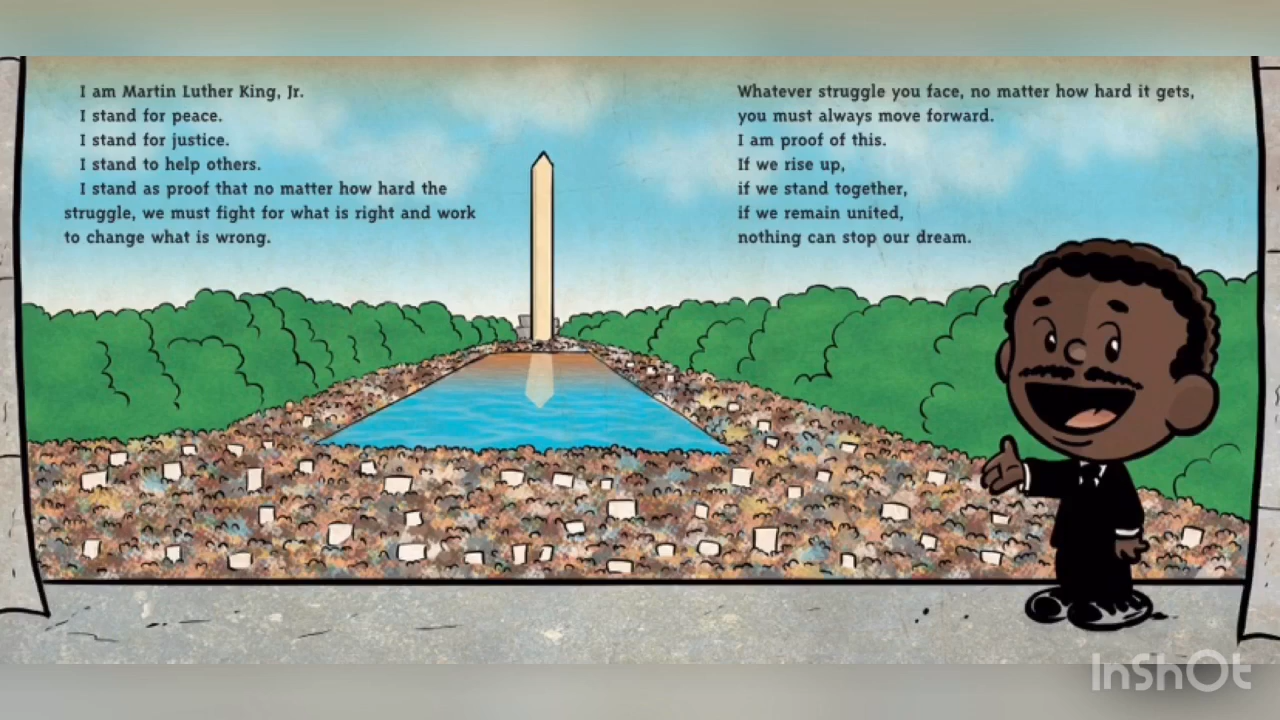 I am Martin Luther King, Jr.
I stand for peace.
I stand for justice.
I stand to help others.
I stand as proof that no matter how hard the
struggle, we must fight for what is right and work
to change what is wrong.
Whatever struggle you face, no matter how hard it gets,
you must always move forward.
I am proof of this.
If we rise up,
if we stand together,
if we remain united,
nothing can stop our dream.
InShOt